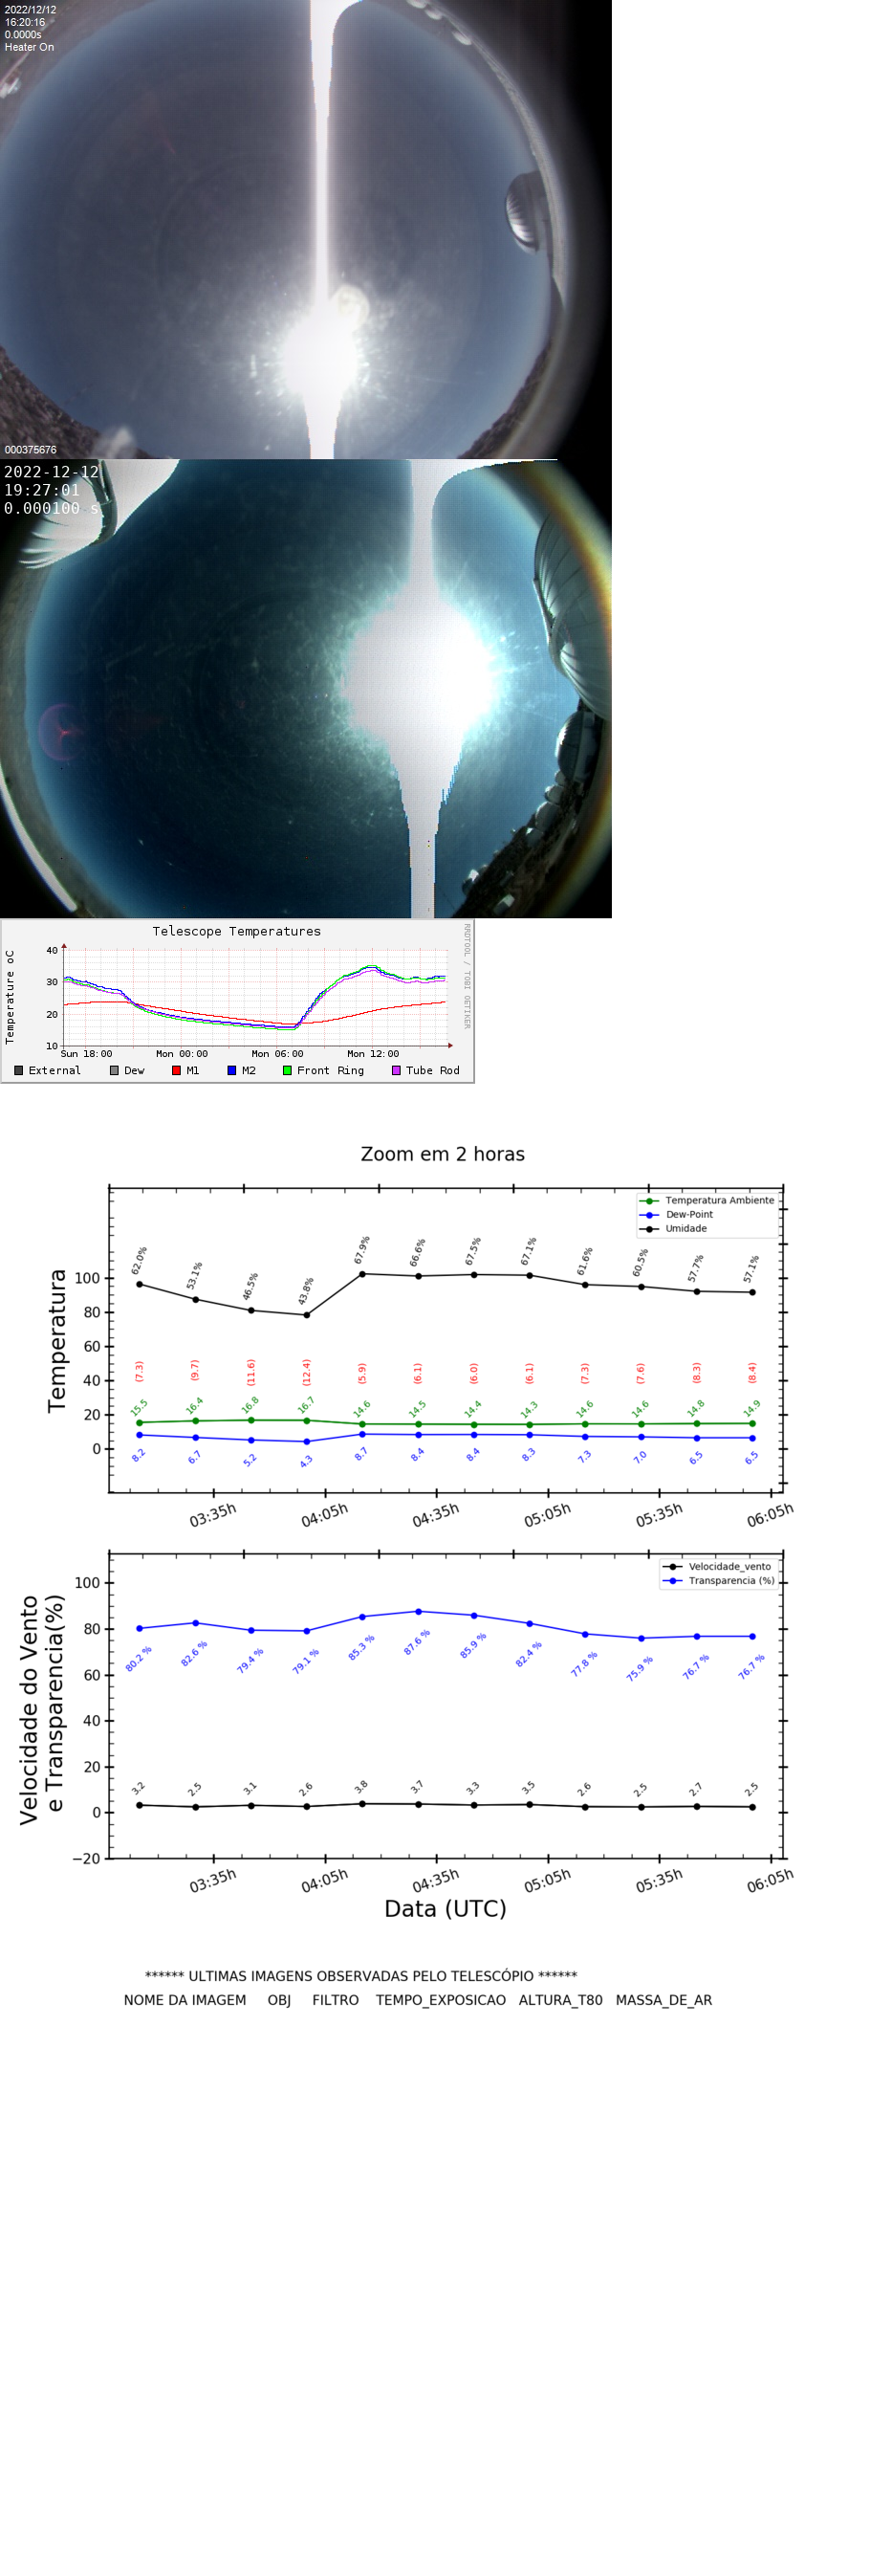 2022/12/12
16:20:16
0.0000s
Heater On
000375676
2022-12-12
19:27:01
0.000100 s
Telescope Temperatures
RRDTOOL / TOBI OETIKER
Temperature oC
40
30
20
10
Sun 18:00 Mon 00:00 Mon 06:00 Mon 12:00
External Dew M1 M2 Front Ring Tube Rod
Zoom em 2 horas
Temperatura Ambiente
Dew-Point
Umidade
Temperatura
100
80
60
40
20
0
62.0% 53.1% 46.5% 43.8% 67.9% 66.6% 67.5% 67.1% 61.6% 60.5% 57.7% 57.1%
(7.3) (9.7) (11.6) (12.4) (5.9) (6.1) (6.0) (6.1) (7.3) (7.6) (8.3) (8.4)
15.5 16.4 16.8 16.7 14.6 14.5 14.4 14.3 14.6 14.6 14.8 14.9
8.2 6.7 5.2 4.3 8.7 8.4 8.4 8.3 7.3 7.0 6.5 6.5
03:35h 04:05h 04:35h 05:05h 05:35h 06:05h
Velocidade_vento
Transparencia (%)
Velocidade do Vento
e Transparencia(%)
100
80
60
40
20
0
−20
80.2 % 82.6 % 79.4 % 79.1 % 85.3 % 87.6 % 85.9 % 82.4 % 77.8 % 75.9 % 76.7 % 76.7 %
3.2 2.5 3.1 2.6 3.8 3.7 3.3 3.5 2.6 2.5 2.7 2.5
03:35h 04:05h 04:35h 05:05h 05:35h 06:05h
Data (UTC)
****** ULTIMAS IMAGENS OBSERVADAS PELO TELESCÓPIO ******
NOME DA IMAGEM OBJ FILTRO TEMPO_EXPOSICAO ALTURA_T80 MASSA_DE_AR